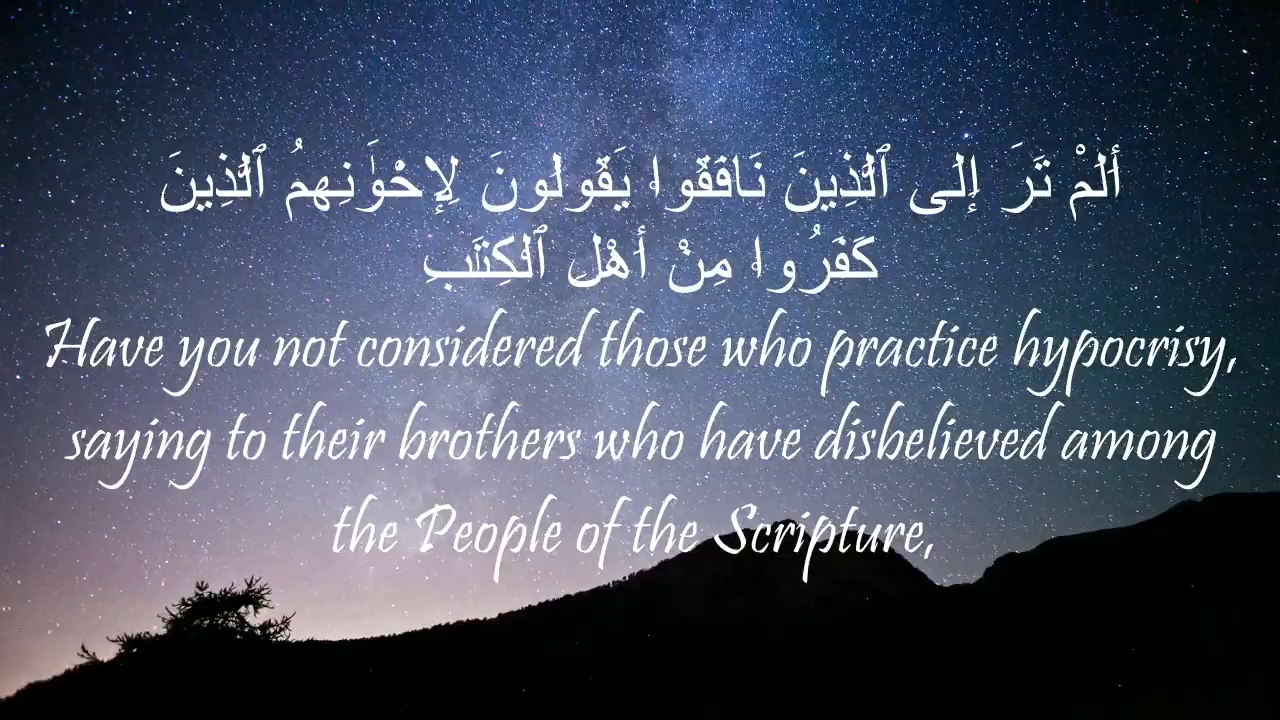 أَلَمْ تَرَ إِلَى ٱلَّذِينَ نَافَقُوا۟ يَقُولُونَ لِإِخْوَٰنِهِمُ ٱلَّذِينَ
كَفَرُوا۟ مِنْ أَهْلِ ٱلْكِتَـٰبِ
Have you not considered those who practice hypocrisy,
saying to their brothers who have disbelieved among
the People of the Scripture,